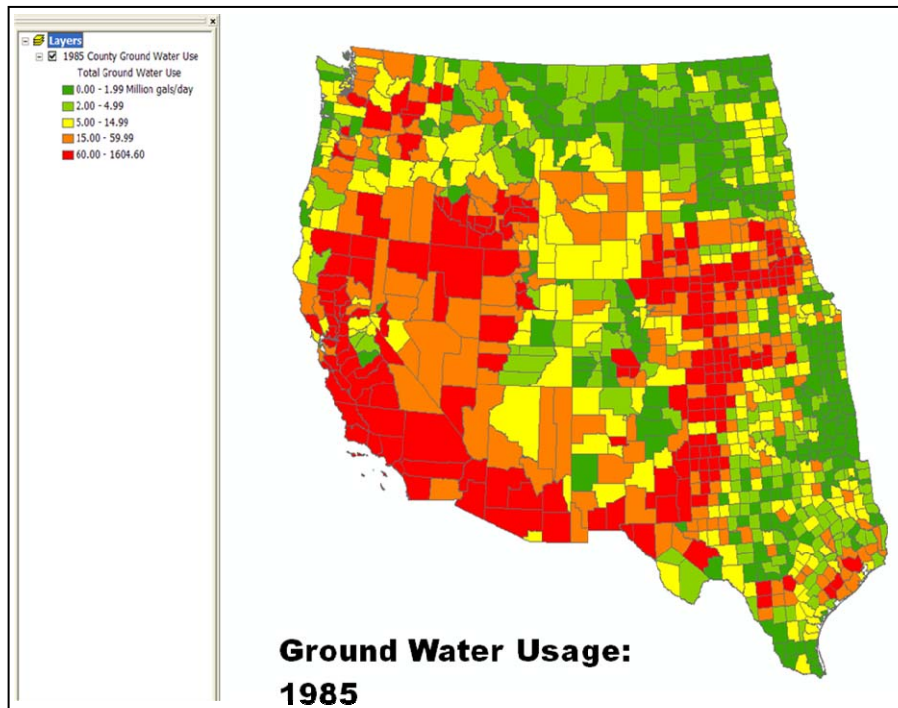 Layers
1985 County Ground Water Use
Total Ground Water Use
0.00 - 1.99 Million gals/day
2.00 - 4.99
5.00 - 14.99
15.00 - 59.99
60.00 - 1604.60
Ground Water Usage:
1985